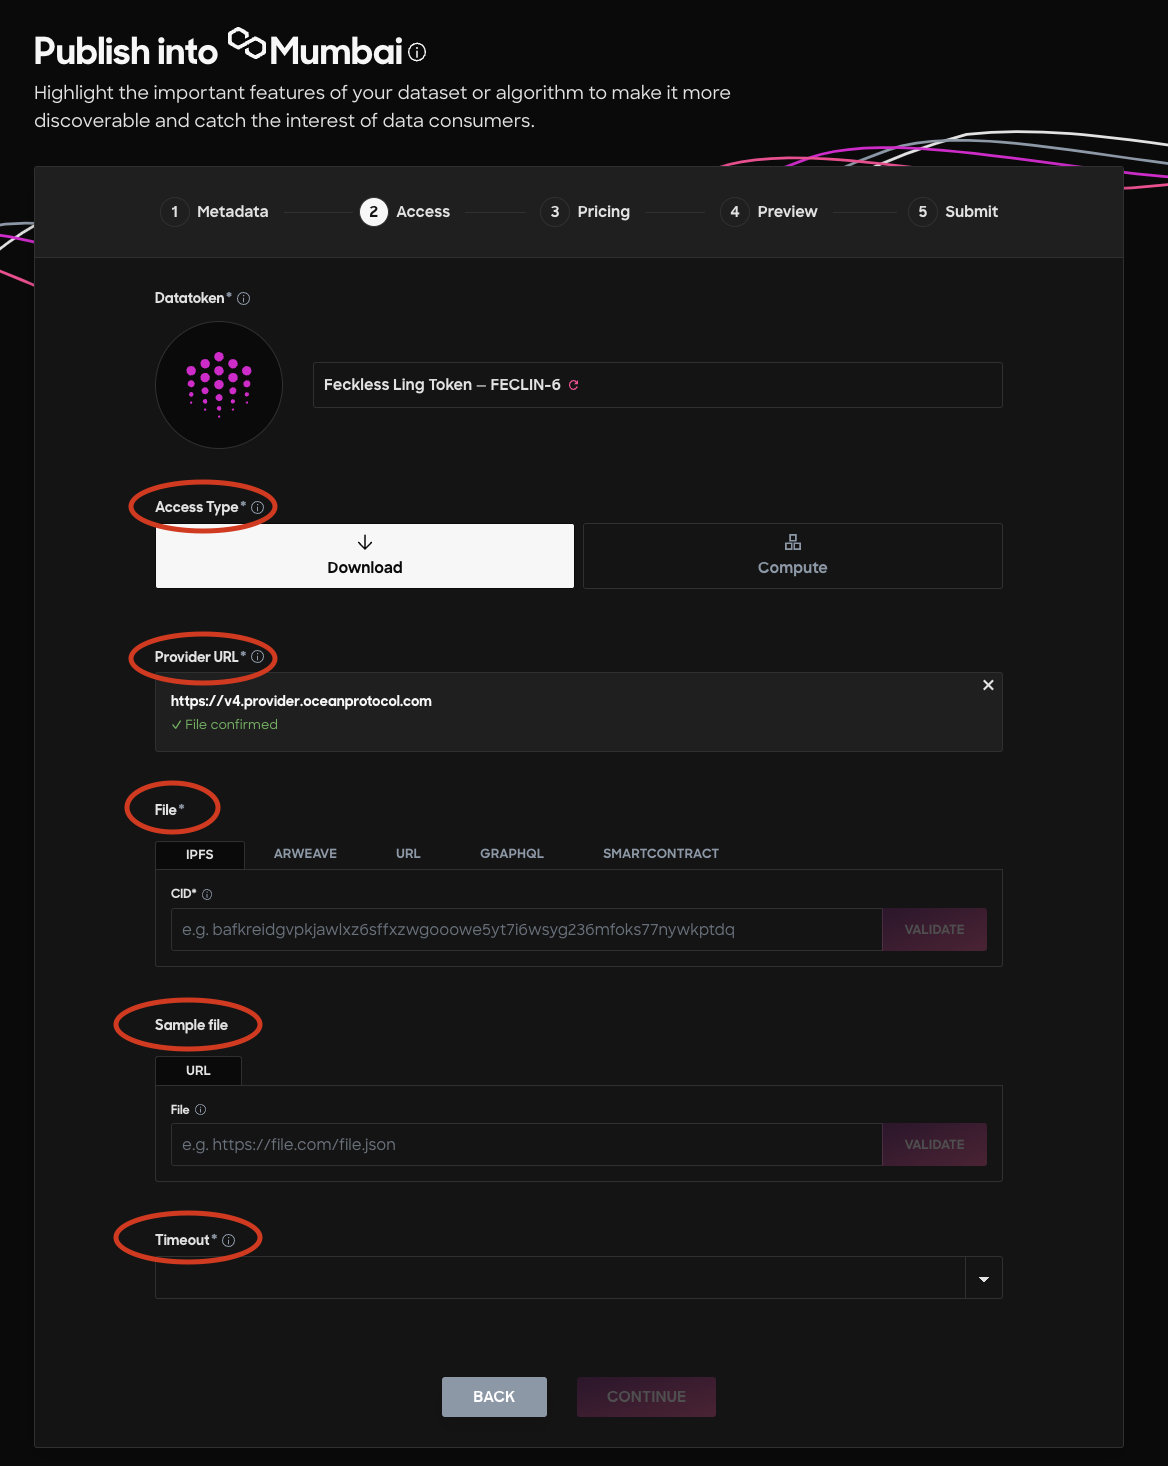 Publish into Mumbai
Highlight the important features of your dataset or algorithm to make it more
discoverable and catch the interest of data consumers.
1 Metadata 2 Access 3 Pricing 4 Preview 5 Submit
Datatoken*
Feckless Ling Token — FECLIN-6
Access Type*
Download
Compute
Provider URL*
https://v4.provider.oceanprotocol.com
✓ File confirmed
File*
IPFS ARWEAVE URL GRAPHQL SMARTCONTRACT
CID*
e.g. bafkreidgvpkjawlxz6sffxzwgooowe5yt7i6wsyg236mfoks77nywkptdq VALIDATE
Sample file
URL
File
e.g. https://file.com/file.json VALIDATE
Timeout*
BACK CONTINUE